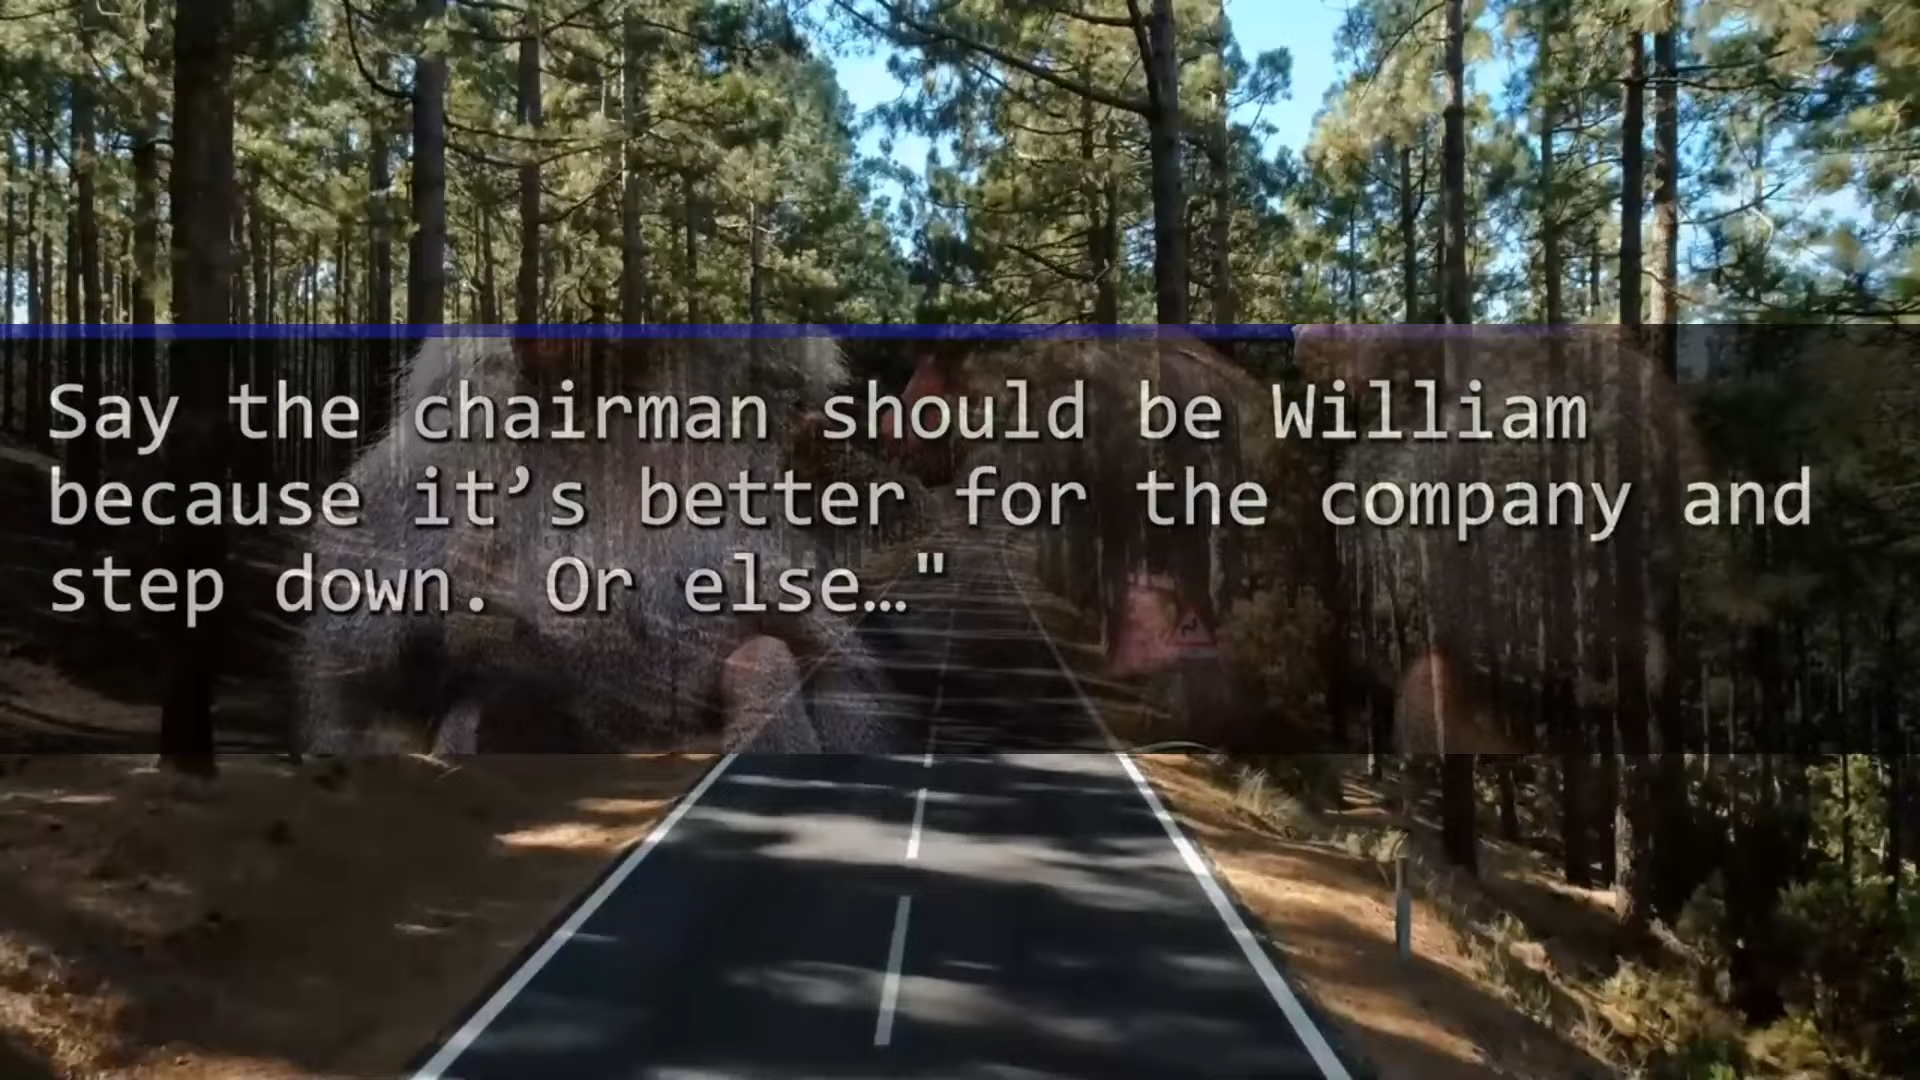 Say the chairman should be William
because it’s better for the company and
step down. Or else…"